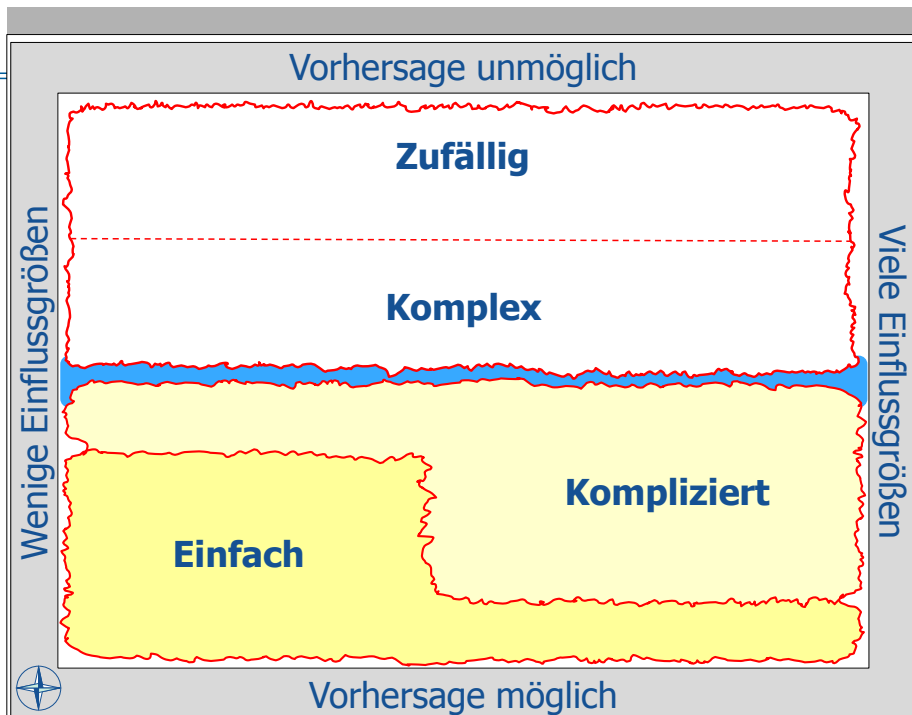 Vorhersage unmöglich
Zufällig
Wenige Einflussgrößen
Viele Einflussgrößen
Komplex
Kompliziert
Einfach
Vorhersage möglich